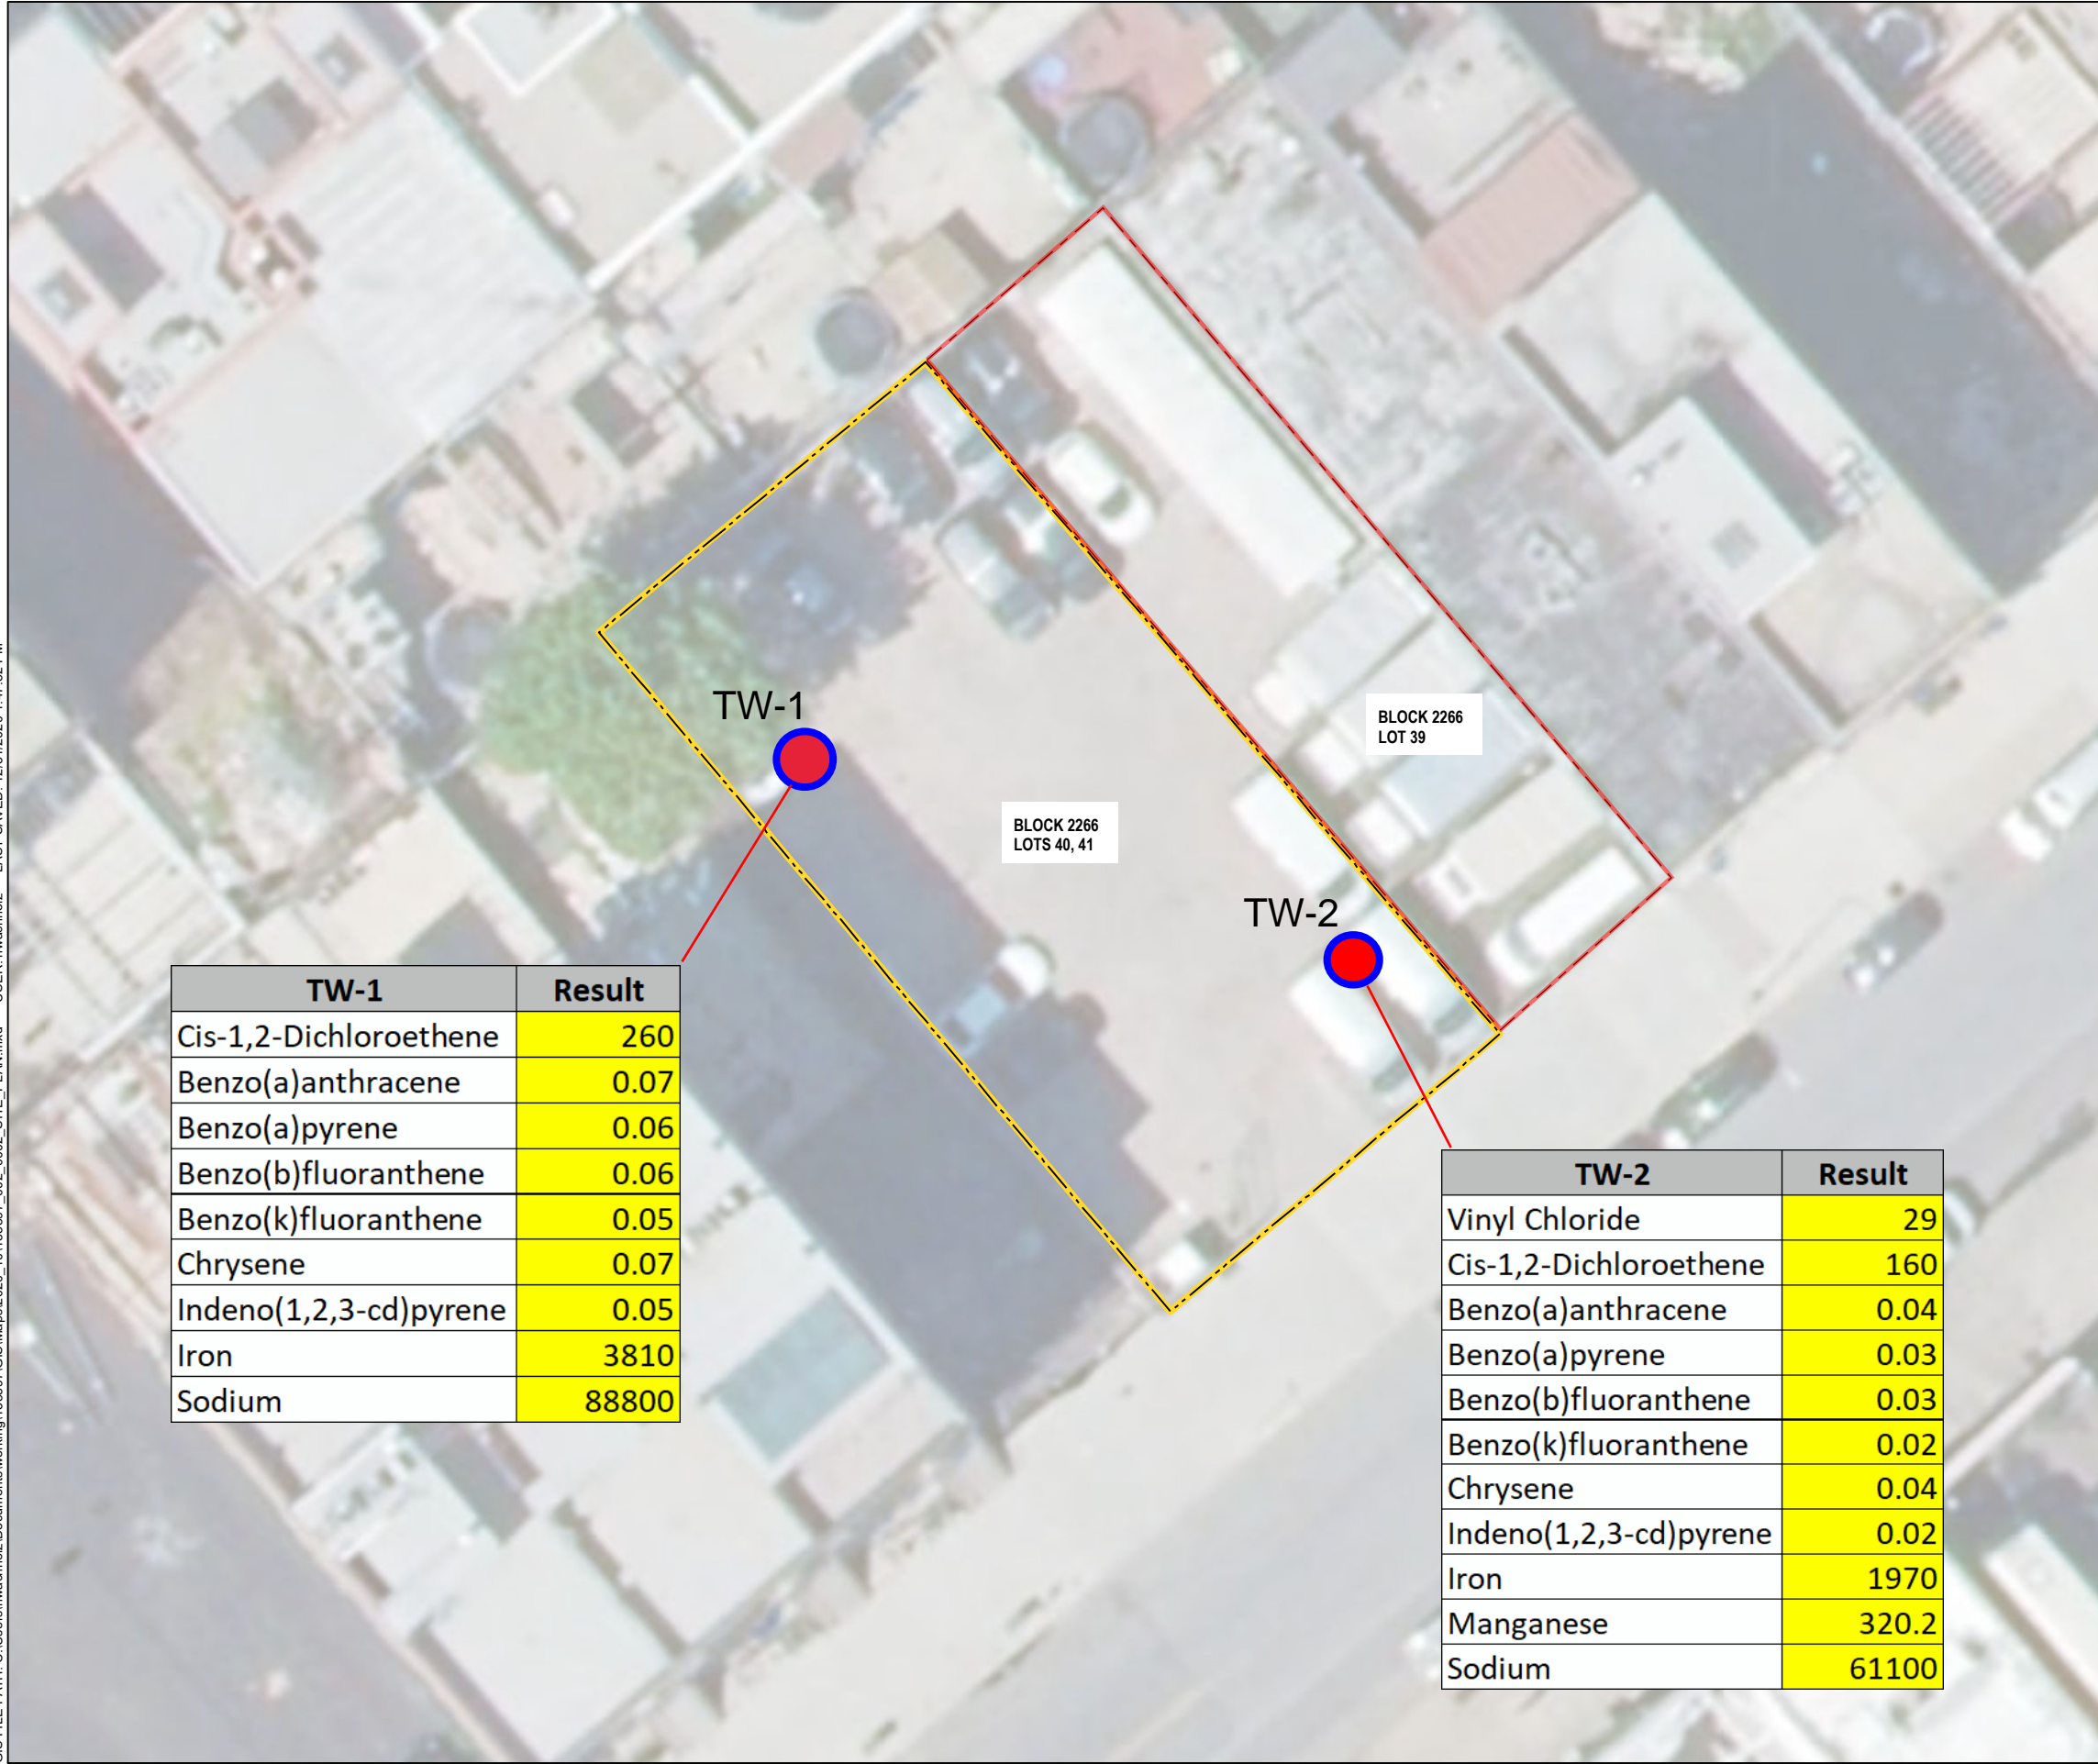 TW-1
BLOCK 2266
LOT 39
BLOCK 2266
LOTS 40, 41
TW-2
TW-1 Result
Cis-1,2-Dichloroethene 260
Benzo(a)anthracene 0.07
Benzo(a)pyrene 0.06
Benzo(b)fluoranthene 0.06
Benzo(k)fluoranthene 0.05
Chrysene 0.07
Indeno(1,2,3-cd)pyrene 0.05
Iron 3810
Sodium 88800
TW-2 Result
Vinyl Chloride 29
Cis-1,2-Dichloroethene 160
Benzo(a)anthracene 0.04
Benzo(a)pyrene 0.03
Benzo(b)fluoranthene 0.03
Benzo(k)fluoranthene 0.02
Chrysene 0.04
Indeno(1,2,3-cd)pyrene 0.02
Iron 1970
Manganese 320.2
Sodium 61100